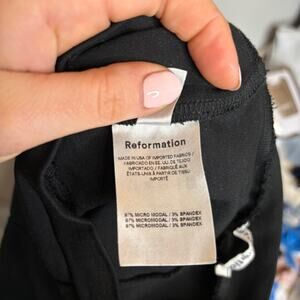 Reformation
MADE IN USA OF IMPORTED FABRICS /
FABRICADO EN EE. UU. DE TEJIDO
IMPORTADO / FABRIQUÉ AUX
ÉTATS-UNIS À PARTIR DE TISSU
IMPORTÉ
97% MICRO MODAL / 3% SPANDEX
97% MICROMODAL / 3% SPANDEX
97% MICROMODAL / 3% SPANDEX